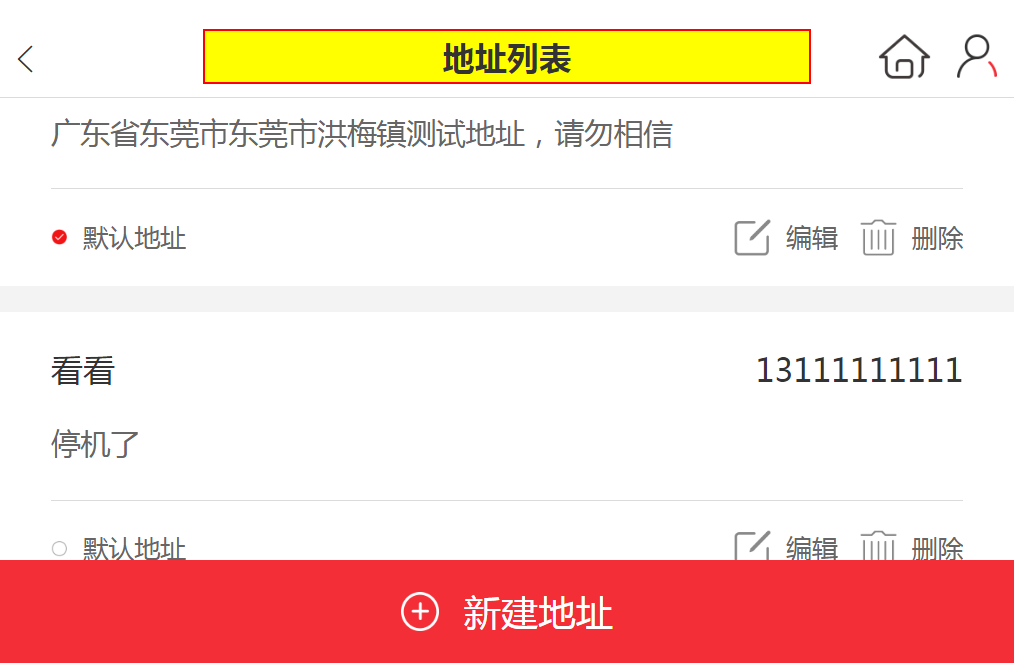 地址列表
广东省东莞市东莞市洪梅镇测试地址，请勿相信
默认地址 编辑 删除
看看 13111111111
停机了
默认地址 编辑 删除
新建地址